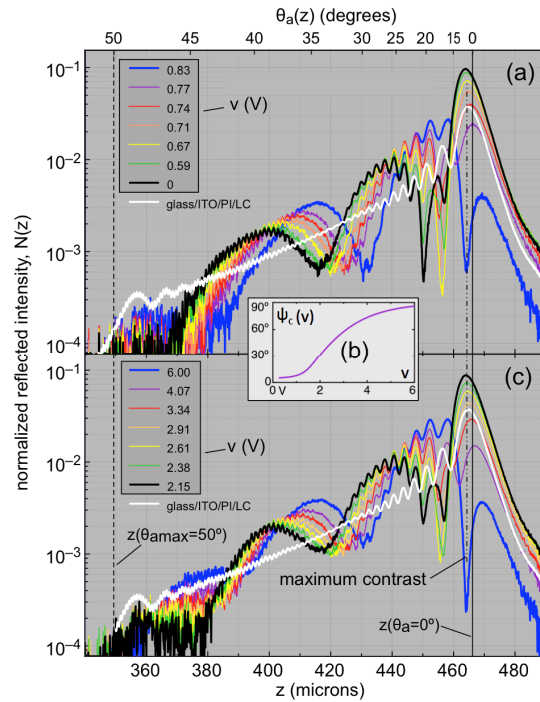 θa(z) (degrees)
50 45 40 35 30 25 20 15 0
(a)
10⁻¹
10⁻²
10⁻³
10⁻⁴
0.83
0.77
0.74
0.71
0.67
0.59
0
v (V)
glass/ITO/PI/LC
normalized reflected intensity, N(z)
90º
60º
30º
ψc(v)
(b)
v
0 2 4 6
(c)
10⁻¹
10⁻²
10⁻³
10⁻⁴
6.00
4.07
3.34
2.91
2.61
2.38
2.15
v (V)
glass/ITO/PI/LC
z(θamax=50º)
maximum contrast
z(θa=0º)
360 380 400 420 440 460 480
z (microns)